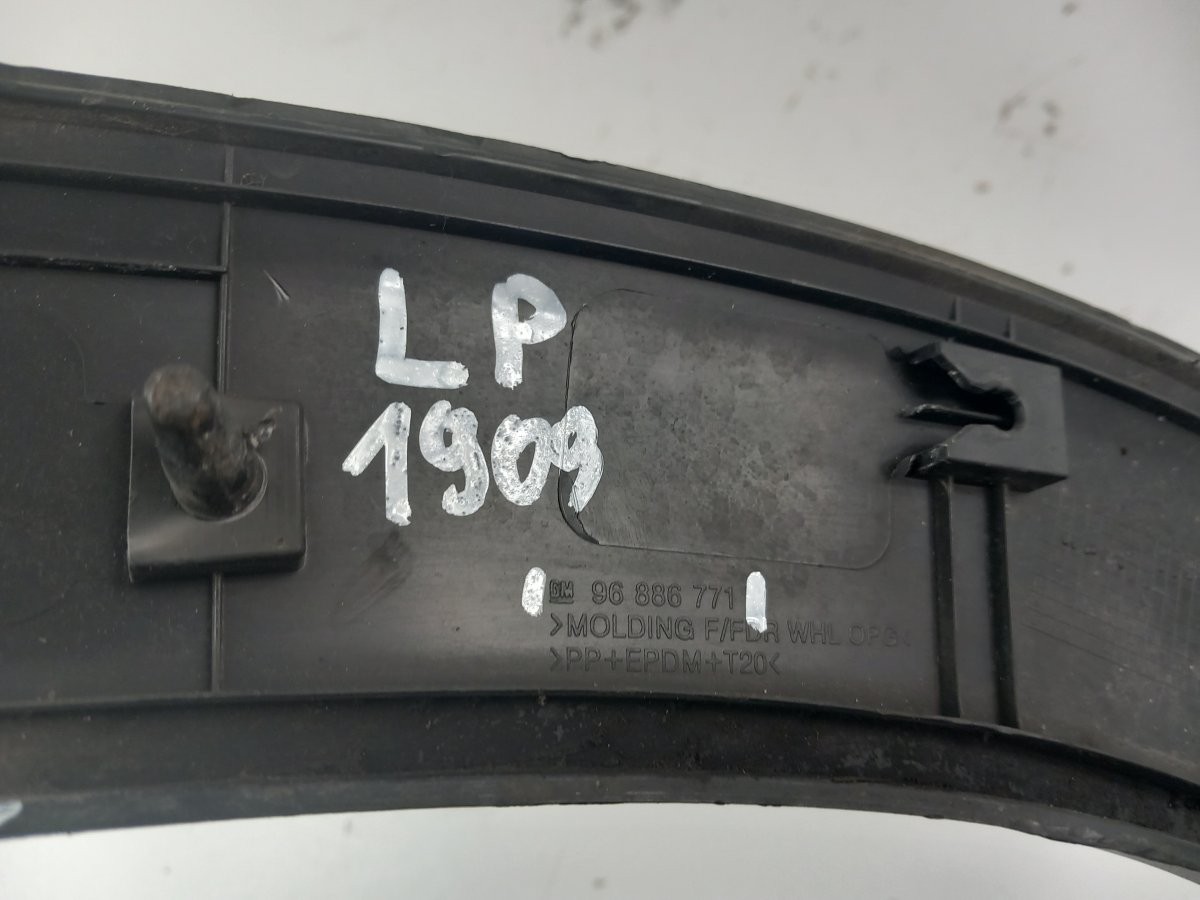 LP
1909
GM 96 886 771
>MOLDING F/FDR WHL OPG
>PP+EPDM+T20<